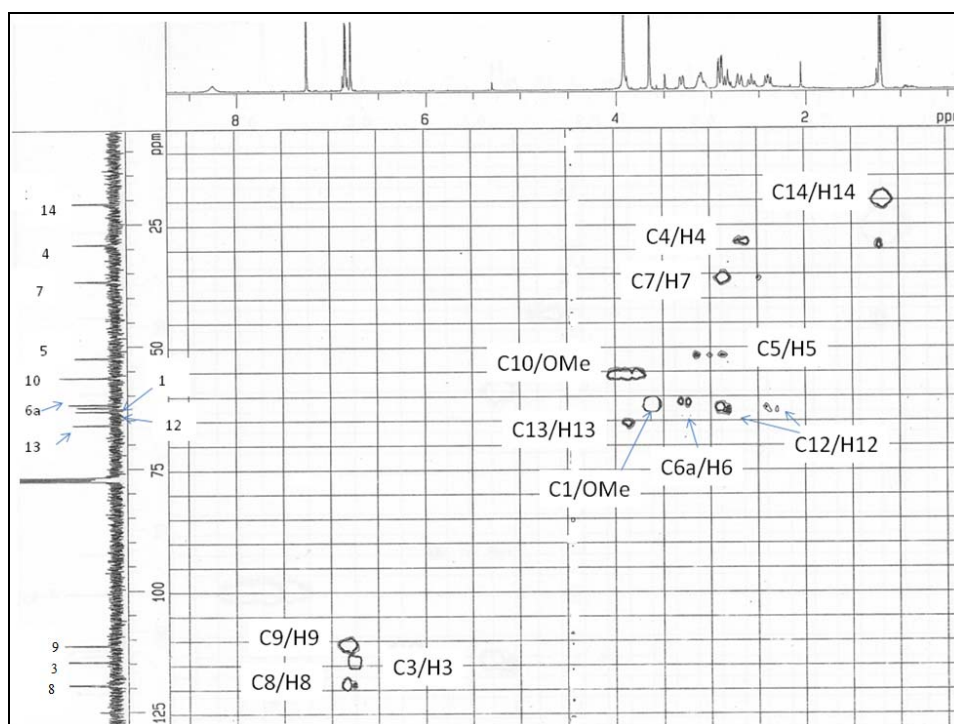 8 6 4 2 ppm
ppm
14
C14/H14
25
C4/H4
4
C7/H7
7
C5/H5
50
5
C10/OMe
10
1
6a
12
13
C13/H13
C12/H12
C6a/H6
C1/OMe
75
100
C9/H9
9
C3/H3
3
C8/H8
8
125